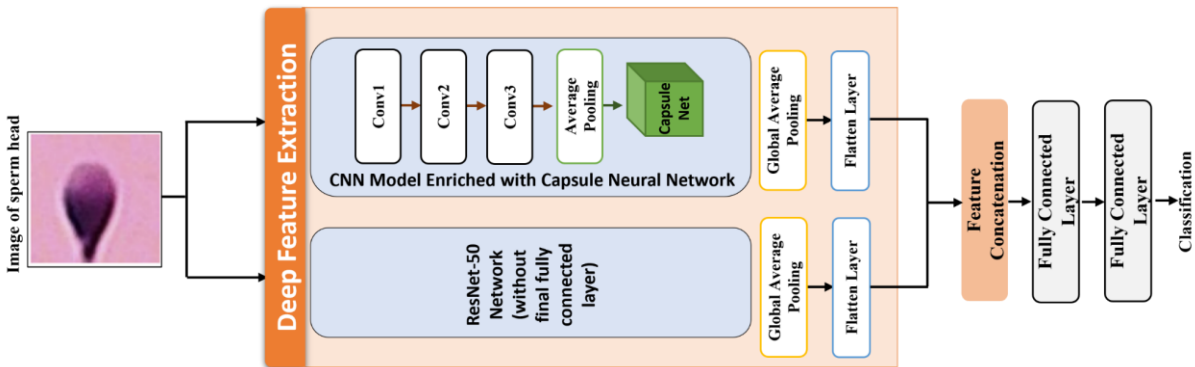 Image of sperm head
Deep Feature Extraction
Conv1
Conv2
Conv3
Average
Pooling
Capsule
Net
CNN Model Enriched with Capsule Neural Network
Global Average
Pooling
Flatten Layer
ResNet-50
Network
(without
final fully
connected
layer)
Global Average
Pooling
Flatten Layer
Feature
Concatenation
Fully Connected
Layer
Fully Connected
Layer
Classification